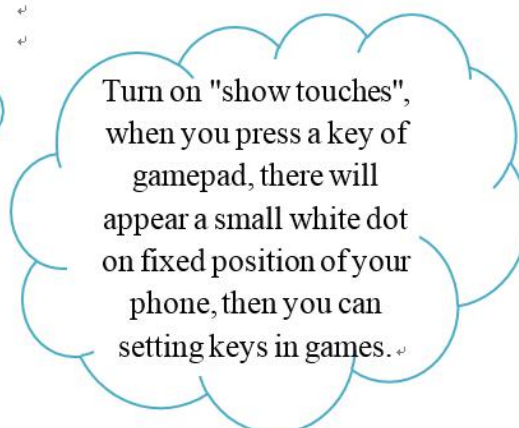 Turn on "show touches",
when you press a key of
gamepad, there will
appear a small white dot
on fixed position of your
phone, then you can
setting keys in games.